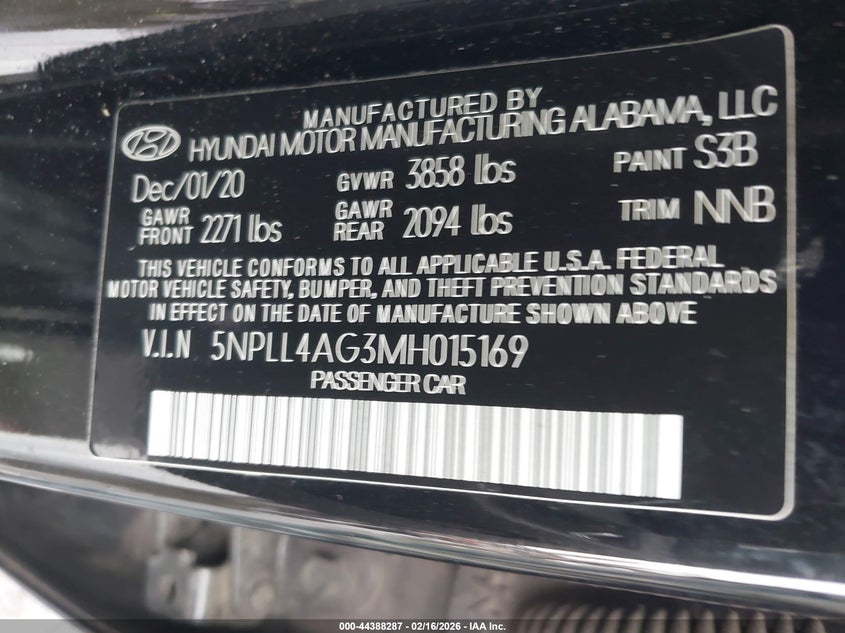 MANUFACTURED BY
HYUNDAI MOTOR MANUFACTURING ALABAMA, LLC
Dec/01/20 GVWR 3858 lbs PAINT S3B
GAWR FRONT 2271 lbs GAWR REAR 2094 lbs TRIM NNB
THIS VEHICLE CONFORMS TO ALL APPLICABLE U.S.A. FEDERAL
MOTOR VEHICLE SAFETY, BUMPER, AND THEFT PREVENTION STANDARDS
IN EFFECT ON THE DATE OF MANUFACTURE SHOWN ABOVE
V.I.N 5NPLL4AG3MH015169
PASSENGER CAR
000-44388287 - 02/16/2026 - IAA Inc.